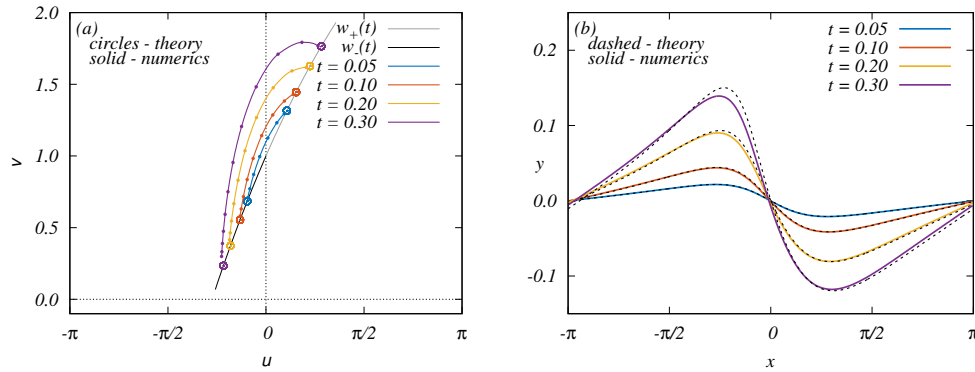 (a)
circles - theory
solid - numerics
w₊(t)
w₋(t)
t = 0.05
t = 0.10
t = 0.20
t = 0.30
2.0
1.5
1.0
0.5
0.0
v
-π
-π/2
0
π/2
π
u
(b)
dashed - theory
solid - numerics
t = 0.05
t = 0.10
t = 0.20
t = 0.30
0.2
0.1
0.0
-0.1
y
-π
-π/2
0
π/2
π
x